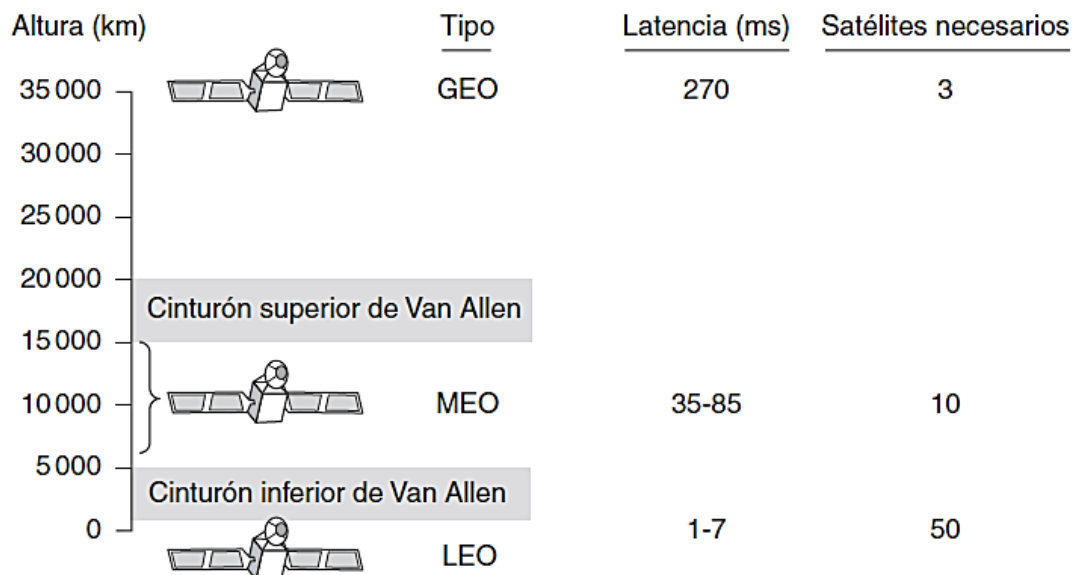 Altura (km) Tipo Latencia (ms) Satélites necesarios
35 000 GEO 270 3
30 000
25 000
20 000
Cinturón superior de Van Allen
15 000
10 000 MEO 35-85 10
5 000
Cinturón inferior de Van Allen
0 1-7 50
LEO